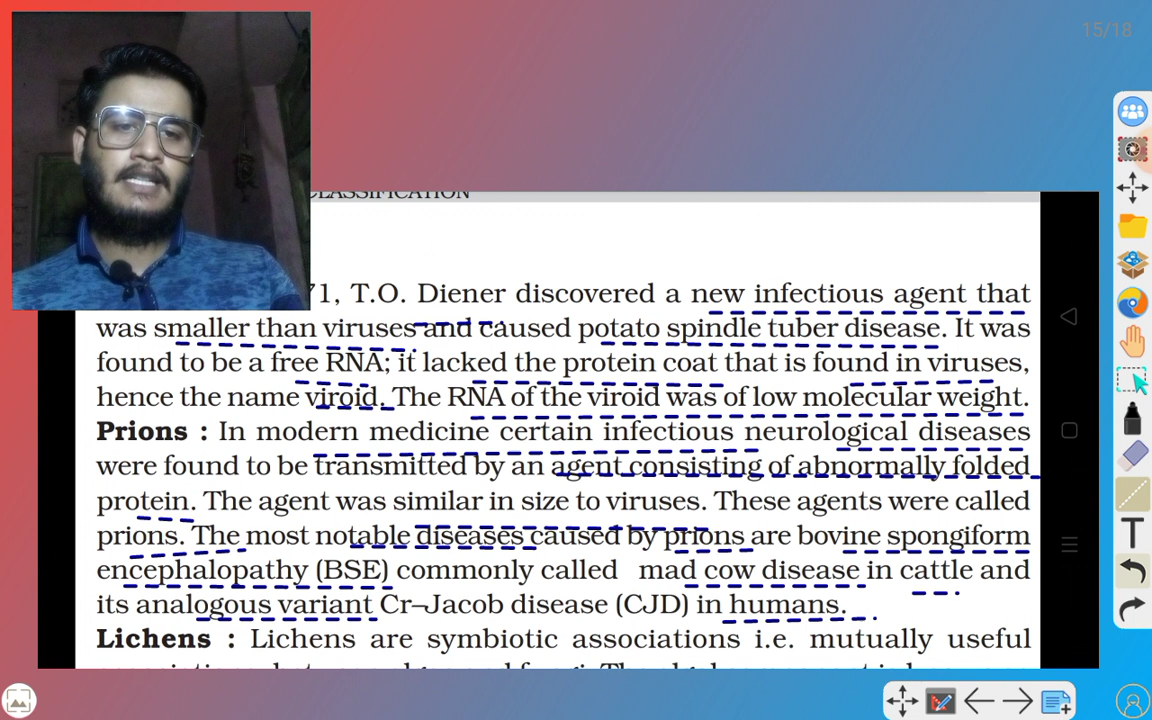 15/18
CLASSIFICATION
71, T.O. Diener discovered a new infectious agent that
was smaller than viruses and caused potato spindle tuber disease. It was
found to be a free RNA; it lacked the protein coat that is found in viruses,
hence the name viroid. The RNA of the viroid was of low molecular weight.
Prions : In modern medicine certain infectious neurological diseases
were found to be transmitted by an agent consisting of abnormally folded
protein. The agent was similar in size to viruses. These agents were called
prions. The most notable diseases caused by prions are bovine spongiform
encephalopathy (BSE) commonly called mad cow disease in cattle and
its analogous variant Cr–Jacob disease (CJD) in humans.
Lichens : Lichens are symbiotic associations i.e. mutually useful
T